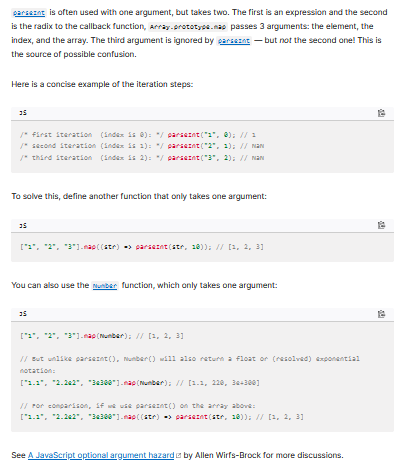 parseInt is often used with one argument, but takes two. The first is an expression and the second
is the radix to the callback function, Array.prototype.map passes 3 arguments: the element, the
index, and the array. The third argument is ignored by parseInt — but not the second one! This is
the source of possible confusion.
Here is a concise example of the iteration steps:
JS
/* first iteration (index is 0): */ parseInt("1", 0); // 1
/* second iteration (index is 1): */ parseInt("2", 1); // NaN
/* third iteration (index is 2): */ parseInt("3", 2); // NaN
To solve this, define another function that only takes one argument:
JS
["1", "2", "3"].map((str) => parseInt(str, 10)); // [1, 2, 3]
You can also use the Number function, which only takes one argument:
JS
["1", "2", "3"].map(Number); // [1, 2, 3]
// But unlike parseInt(), Number() will also return a float or (resolved) exponential
notation:
["1.1", "2.2e2", "3e300"].map(Number); // [1.1, 220, 3e+300]
// For comparison, if we use parseInt() on the array above:
["1.1", "2.2e2", "3e300"].map((str) => parseInt(str, 10)); // [1, 2, 3]
See A JavaScript optional argument hazard by Allen Wirfs-Brock for more discussions.